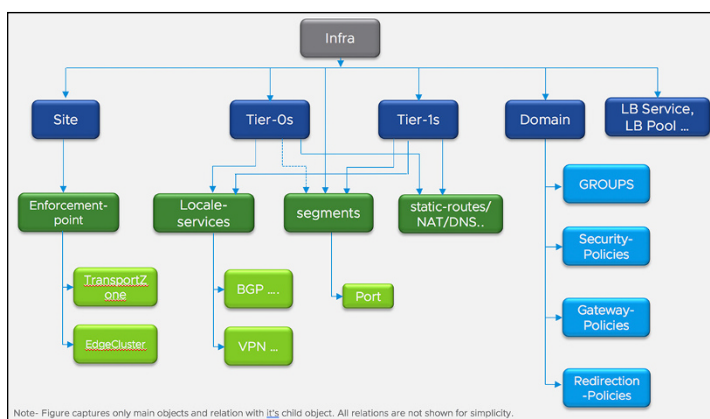 Infra
Site
Tier-0s
Tier-1s
Domain
LB Service,
LB Pool ...
Enforcement-
point
Locale-
services
segments
static-routes/
NAT/DNS..
GROUPS
Security-
Policies
TransportZ
one
BGP ....
Port
Gateway-
Policies
EdgeCluster
VPN ...
Redirection
-Policies
Note- Figure captures only main objects and relation with it's child object. All relations are not shown for simplicity.